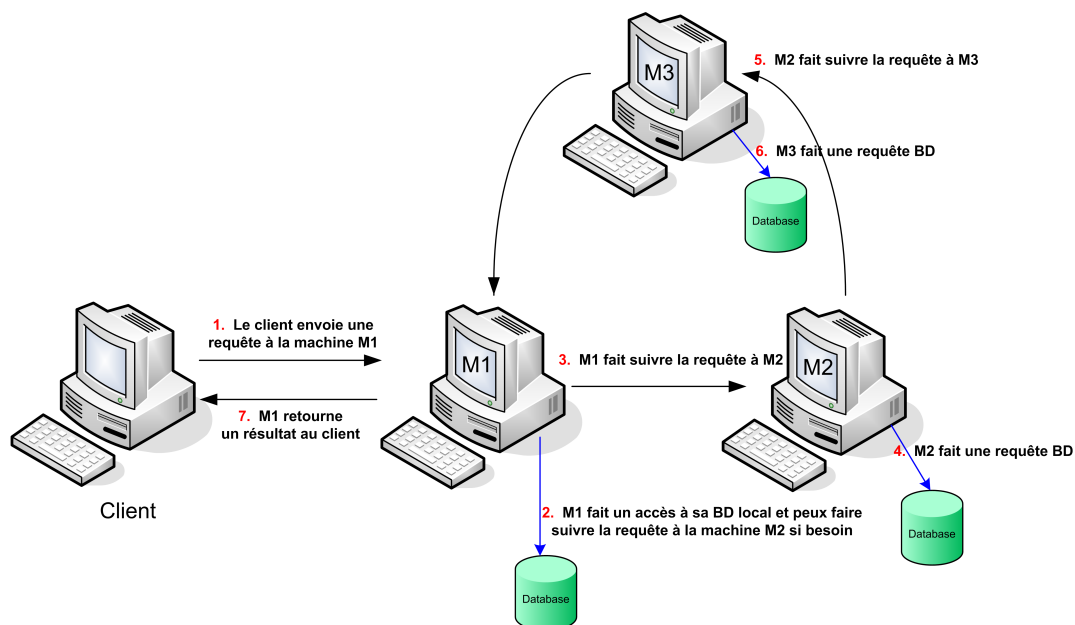 M3
5. M2 fait suivre la requête à M3
6. M3 fait une requête BD
Database
1. Le client envoie une
requête à la machine M1
M1
3. M1 fait suivre la requête à M2
M2
7. M1 retourne
un résultat au client
4. M2 fait une requête BD
Client
2. M1 fait un accès à sa BD local et peux faire
suivre la requête à la machine M2 si besoin
Database
Database